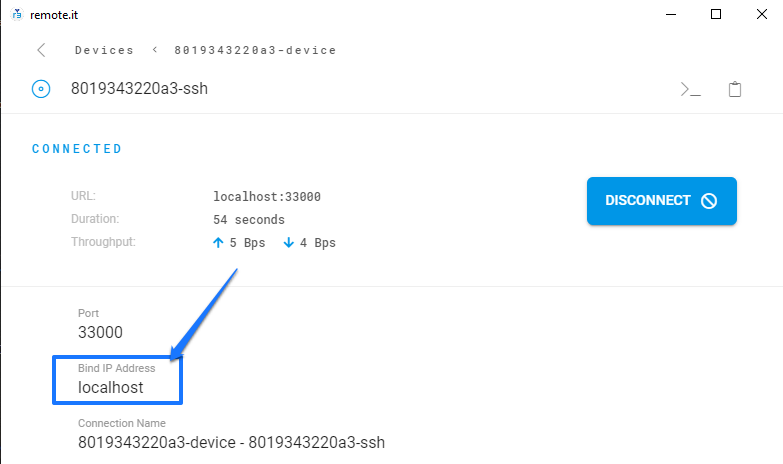 remote.it
Devices < 8019343220a3-device
8019343220a3-ssh
CONNECTED
URL: localhost:33000
Duration: 54 seconds
Throughput: 5 Bps 4 Bps
DISCONNECT
Port
33000
Bind IP Address
localhost
Connection Name
8019343220a3-device - 8019343220a3-ssh